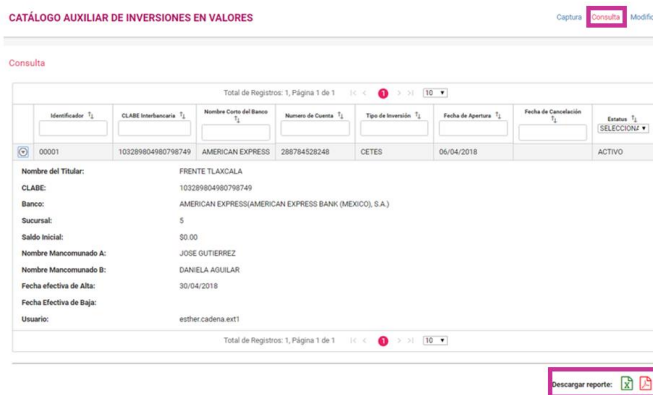 CATÁLOGO AUXILIAR DE INVERSIONES EN VALORES
Captura Consulta Modific
Consulta
Total de Registros: 1, Página 1 de 1 1 10
Identificador CLABE Interbancaria Nombre Corto del Banco Numero de Cuenta Tipo de Inversión Fecha de Apertura Fecha de Cancelación Estatus
SELECCIONA
00001 103289804980798749 AMERICAN EXPRESS 288784528248 CETES 06/04/2018 ACTIVO
Nombre del Titular: FRENTE TLAXCALA
CLABE: 103289804980798749
Banco: AMERICAN EXPRESS(AMERICAN EXPRESS BANK (MEXICO), S.A.)
Sucursal: 5
Saldo Inicial: $0.00
Nombre Mancomunado A: JOSE GUTIERREZ
Nombre Mancomunado B: DANIELA AGUILAR
Fecha efectiva de Alta: 30/04/2018
Fecha Efectiva de Baja:
Usuario: esther.cadena.ext1
Total de Registros: 1, Página 1 de 1 1 10
Descargar reporte: